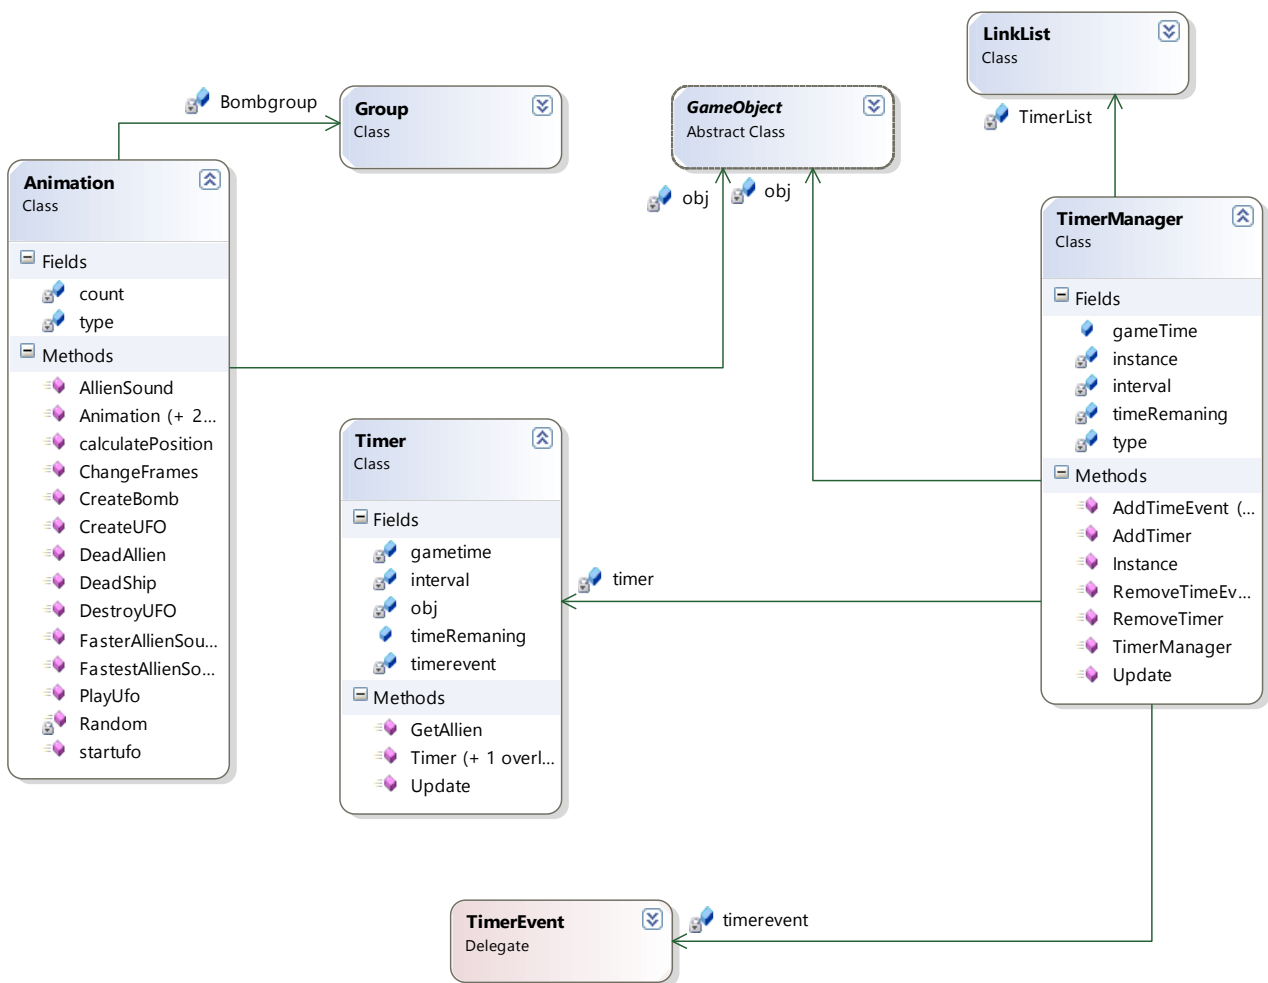 LinkList
Class
TimerList
Bombgroup
Group
Class
GameObject
Abstract Class
obj
obj
Animation
Class
Fields
count
type
Methods
AllienSound
Animation (+ 2...
calculatePosition
ChangeFrames
CreateBomb
CreateUFO
DeadAllien
DeadShip
DestroyUFO
FasterAllienSou...
FastestAllienSo...
PlayUfo
Random
startufo
TimerManager
Class
Fields
gameTime
instance
interval
timeRemaning
type
Methods
AddTimeEvent (...
AddTimer
Instance
RemoveTimeEv...
RemoveTimer
TimerManager
Update
Timer
Class
Fields
gametime
interval
obj
timeRemaning
timerevent
Methods
GetAllien
Timer (+ 1 overl...
Update
timer
TimerEvent
Delegate
timerevent